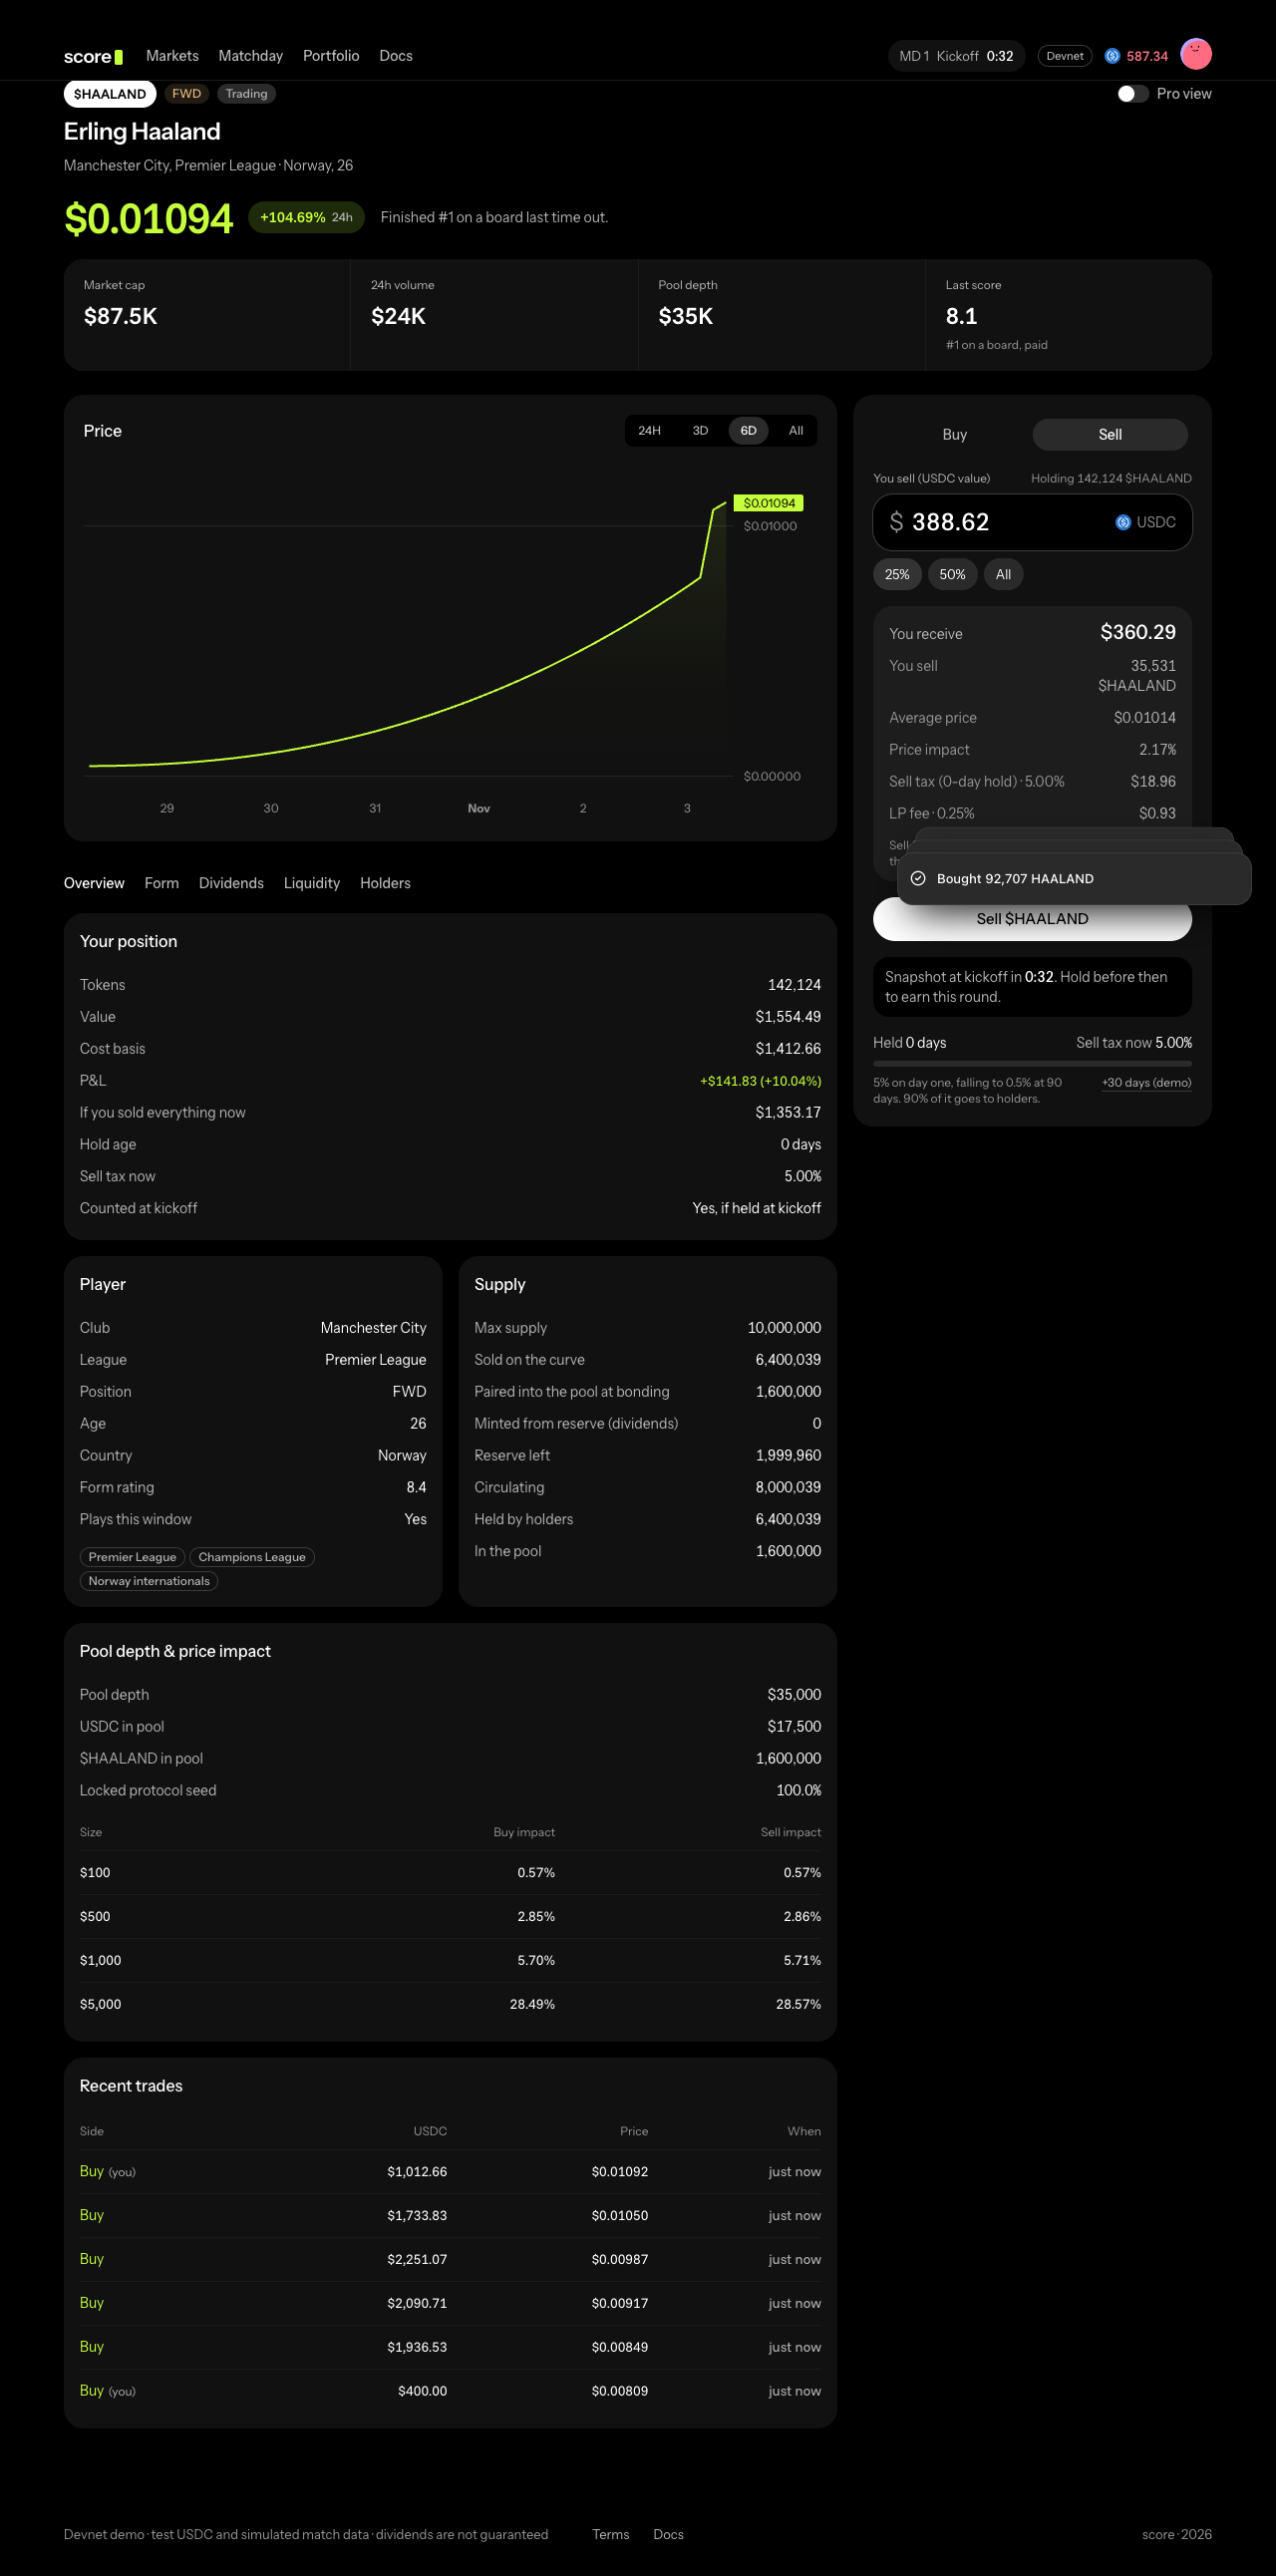 score Markets Matchday Portfolio Docs MD 1 Kickoff 0:32 Devnet 587.34
$HAALAND FWD Trading Pro view
Erling Haaland
Manchester City, Premier League · Norway, 26
$0.01094 +104.69% 24h Finished #1 on a board last time out.
Market cap 24h volume Pool depth Last score
$87.5K $24K $35K 8.1
#1 on a board, paid
Price 24H 3D 6D All
$0.01094
$0.01000
$0.00000
29 30 31 Nov 2 3
Buy Sell
You sell (USDC value) Holding 142,124 $HAALAND
$ 388.62 USDC
25% 50% All
You receive $360.29
You sell 35,531
$HAALAND
Average price $0.01014
Price impact 2.17%
Sell tax (0-day hold) · 5.00% $18.96
LP fee · 0.25% $0.93
Sell
Bought 92,707 HAALAND
Sell $HAALAND
Snapshot at kickoff in 0:32. Hold before then
to earn this round.
Held 0 days Sell tax now 5.00%
5% on day one, falling to 0.5% at 90
days. 90% of it goes to holders.
+30 days (demo)
Overview Form Dividends Liquidity Holders
Your position
Tokens 142,124
Value $1,554.49
Cost basis $1,412.66
P&L +$141.83 (+10.04%)
If you sold everything now $1,353.17
Hold age 0 days
Sell tax now 5.00%
Counted at kickoff Yes, if held at kickoff
Player
Club Manchester City
League Premier League
Position FWD
Age 26
Country Norway
Form rating 8.4
Plays this window Yes
Premier League Champions League
Norway internationals
Supply
Max supply 10,000,000
Sold on the curve 6,400,039
Paired into the pool at bonding 1,600,000
Minted from reserve (dividends) 0
Reserve left 1,999,960
Circulating 8,000,039
Held by holders 6,400,039
In the pool 1,600,000
Pool depth & price impact
Pool depth $35,000
USDC in pool $17,500
$HAALAND in pool 1,600,000
Locked protocol seed 100.0%
Size Buy impact Sell impact
$100 0.57% 0.57%
$500 2.85% 2.86%
$1,000 5.70% 5.71%
$5,000 28.49% 28.57%
Recent trades
Side USDC Price When
Buy (you) $1,012.66 $0.01092 just now
Buy $1,733.83 $0.01050 just now
Buy $2,251.07 $0.00987 just now
Buy $2,090.71 $0.00917 just now
Buy $1,936.53 $0.00849 just now
Buy (you) $400.00 $0.00809 just now
Devnet demo · test USDC and simulated match data · dividends are not guaranteed Terms Docs score · 2026